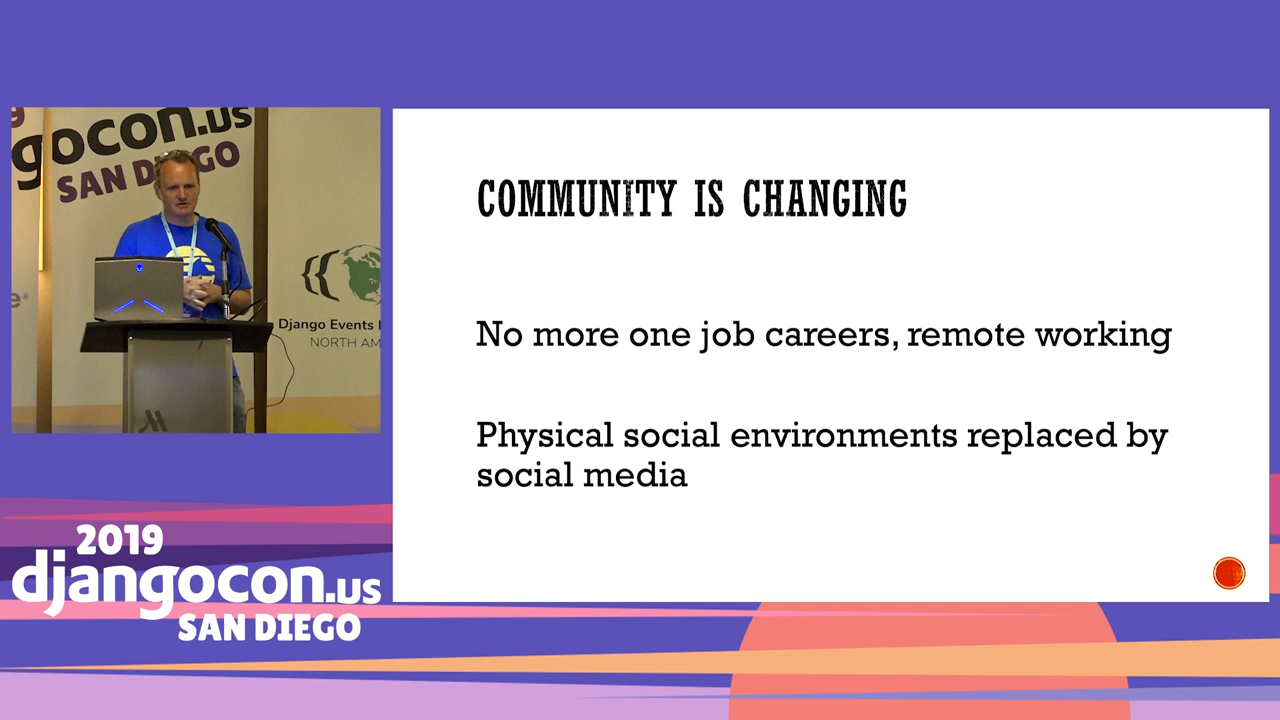 gocon.us
SAN DIEGO
Django Events
NORTH AM
COMMUNITY IS CHANGING
No more one job careers, remote working
Physical social environments replaced by
social media
2019
djangocon.us
SAN DIEGO